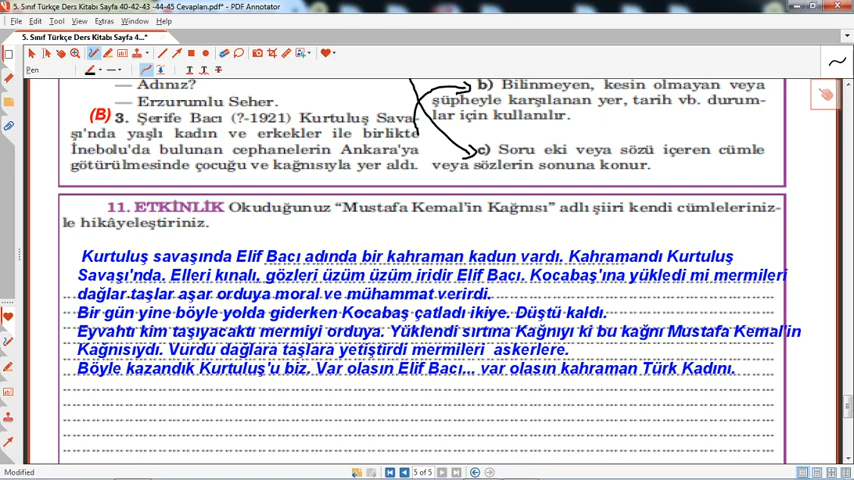 5. Sınıf Türkçe Ders Kitabı Sayfa 40-42-43 -44-45 Cevapları.pdf* - PDF Annotator
File Edit Tool View Extras Window Help
5. Sınıf Türkçe Ders Kitabı Sayfa 4...*
Pen
— Adınız?
— Erzurumlu Seher.
(B) 3. Şerife Bacı (?-1921) Kurtuluş Sava-
şı'nda yaşlı kadın ve erkekler ile birlikte
İnebolu'da bulunan cephanelerin Ankara'ya
götürülmesinde çocuğu ve kağnısıyla yer aldı.
b) Bilinmeyen, kesin olmayan veya
şüpheyle karşılanan yer, tarih vb. durum-
lar için kullanılır.
c) Soru eki veya sözü içeren cümle
veya sözlerin sonuna konur.
11. ETKİNLİK Okuduğunuz “Mustafa Kemal'in Kağnısı” adlı şiiri kendi cümleleriniz-
le hikâyeleştiriniz.
Kurtuluş savaşında Elif Bacı adında bir kahraman kadun vardı. Kahramandı Kurtuluş
Savaşı'nda. Elleri kınalı, gözleri üzüm üzüm iridir Elif Bacı. Kocabaş'ına yükledi mi mermileri
dağlar taşlar aşar orduya moral ve mühammat verirdi.
Bir gün yine böyle yolda giderken Kocabaş çatladı ikiye. Düştü kaldı.
Eyvahtı kim taşıyacaktı mermiyi orduya. Yüklendi sırtına Kağnıyı ki bu kağnı Mustafa Kemal'in
Kağnısıydı. Vurdu dağlara taşlara yetiştirdi mermileri askerlere.
Böyle kazandık Kurtuluş'u biz. Var olasın Elif Bacı... var olasın kahraman Türk Kadını.
Modified
5 of 5